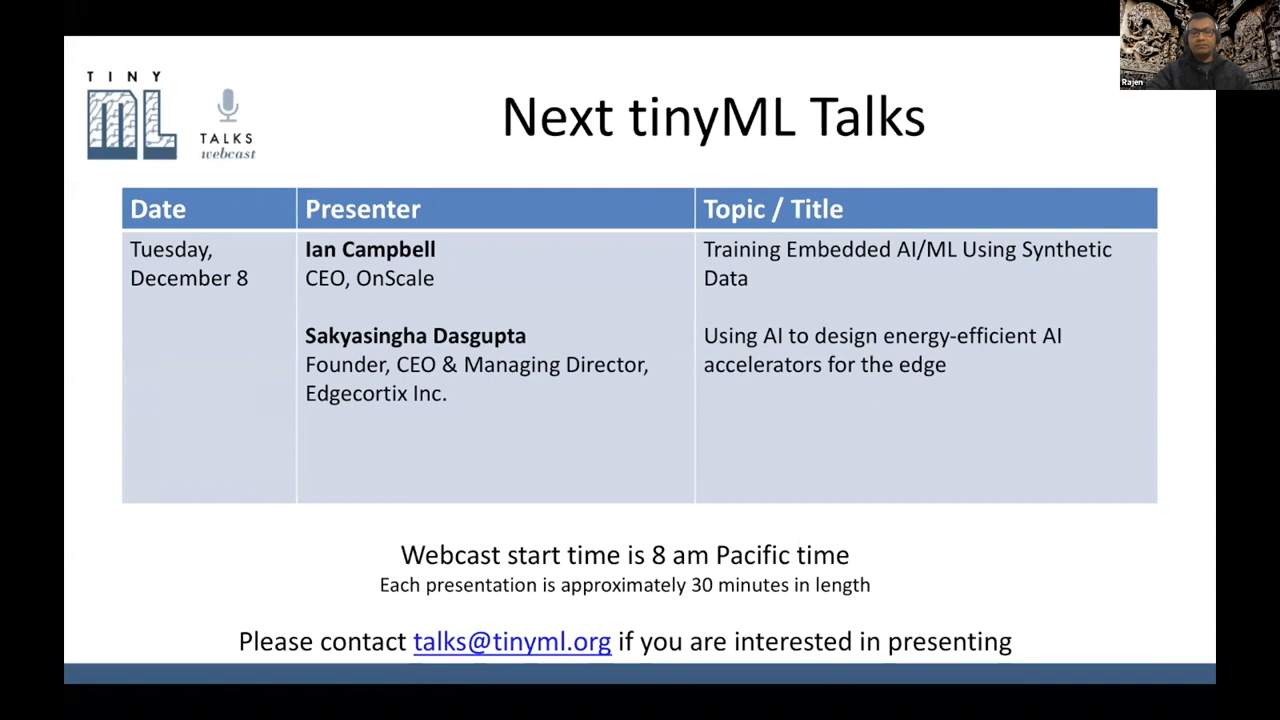 TINY
ML
TALKS
webcast
Rajen
Next tinyML Talks
Date
Presenter
Topic / Title
Tuesday,
December 8
Ian Campbell
CEO, OnScale
Sakyasingha Dasgupta
Founder, CEO & Managing Director,
Edgecortix Inc.
Training Embedded AI/ML Using Synthetic
Data
Using AI to design energy-efficient AI
accelerators for the edge
Webcast start time is 8 am Pacific time
Each presentation is approximately 30 minutes in length
Please contact talks@tinyml.org if you are interested in presenting